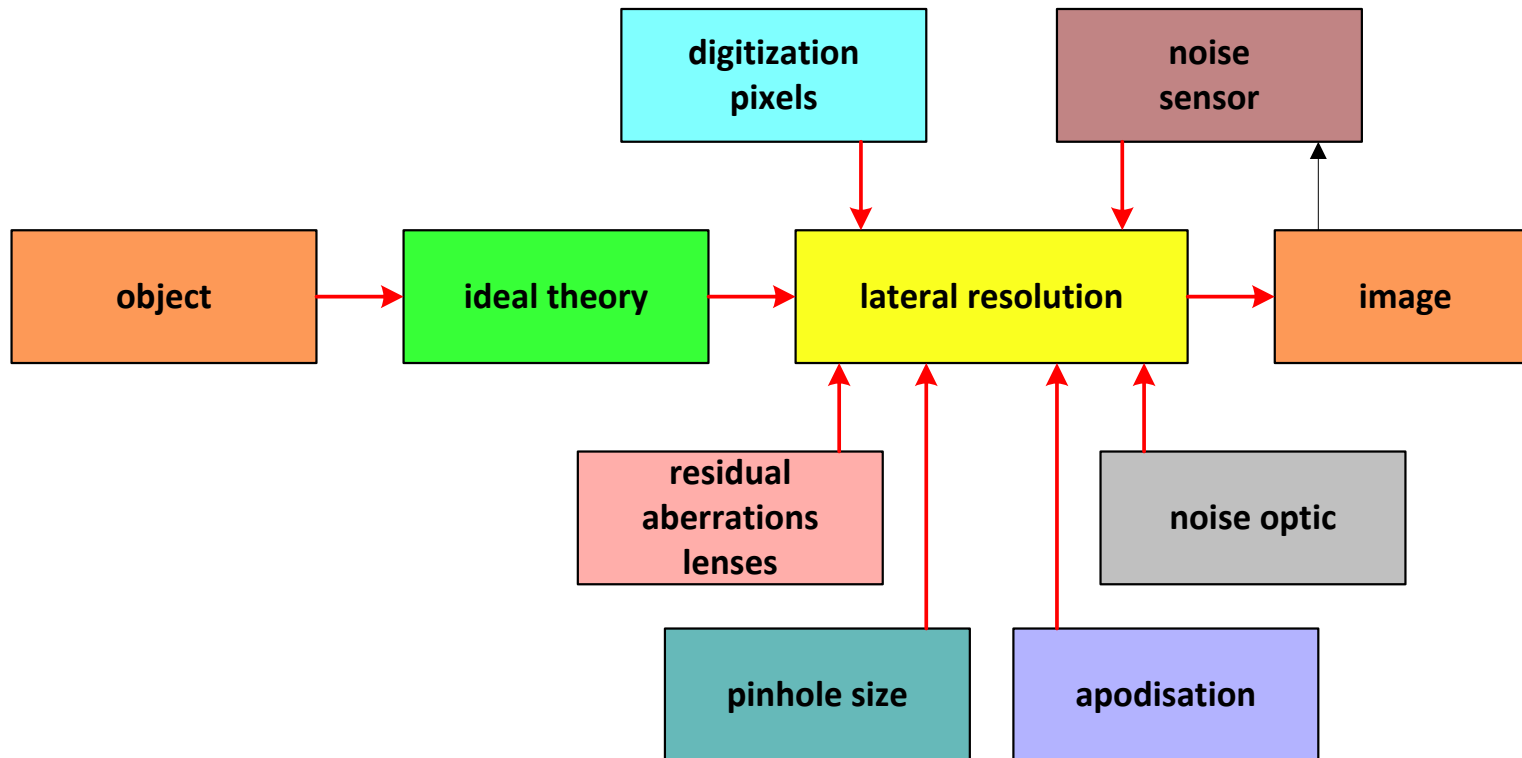 digitization
pixels
noise
sensor
object
ideal theory
lateral resolution
image
residual
aberrations
lenses
noise optic
pinhole size
apodisation